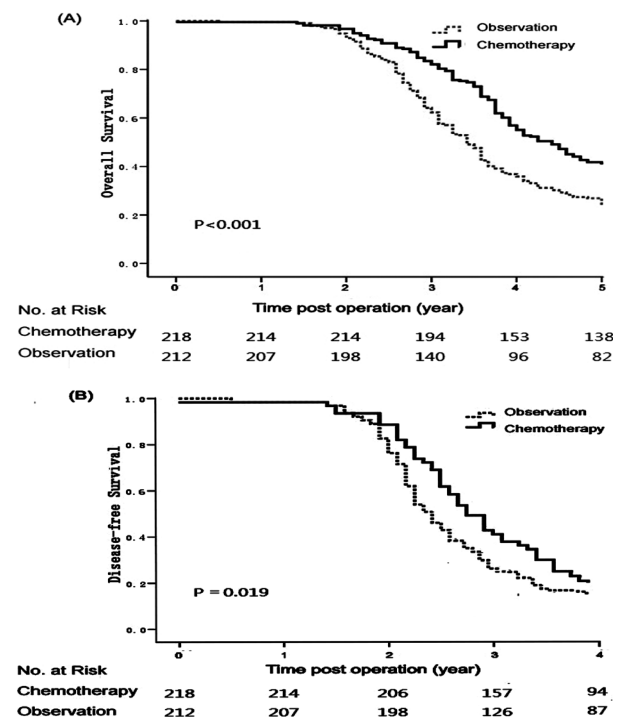 (A)
Observation
Chemotherapy
Overall Survival
1.0
0.8
0.6
0.4
0.2
0.0
P<0.001
0 1 2 3 4 5
No. at Risk
Time post operation (year)
Chemotherapy 218 214 214 194 153 138
Observation 212 207 198 140 96 82
(B)
Observation
Chemotherapy
Disease-free Survival
1.0
0.8
0.6
0.4
0.2
0.0
P = 0.019
0 1 2 3 4
No. at Risk
Time post operation (year)
Chemotherapy 218 214 206 157 94
Observation 212 207 198 126 87